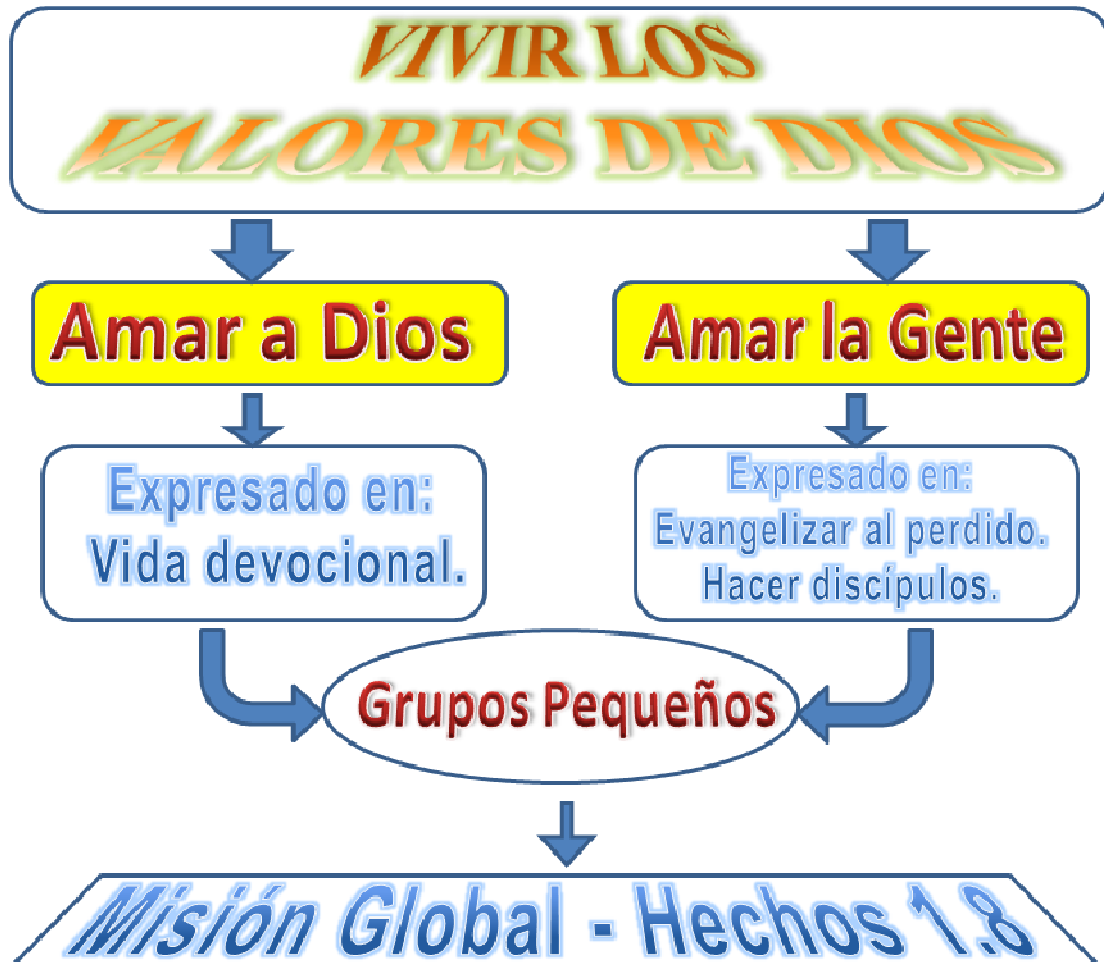 VIVIR LOS
VALORES DE DIOS
Amar a Dios
Amar la Gente
Expresado en:
Vida devocional.
Expresado en:
Evangelizar al perdido.
Hacer discípulos.
Grupos Pequeños
Misión Global - Hechos 1.8